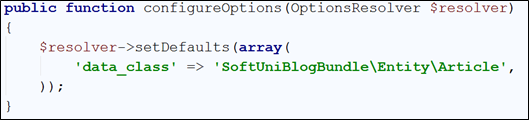 public function configureOptions(OptionsResolver $resolver)
{
    $resolver->setDefaults(array(
        'data_class' => 'SoftUniBlogBundle\Entity\Article',
    ));
}